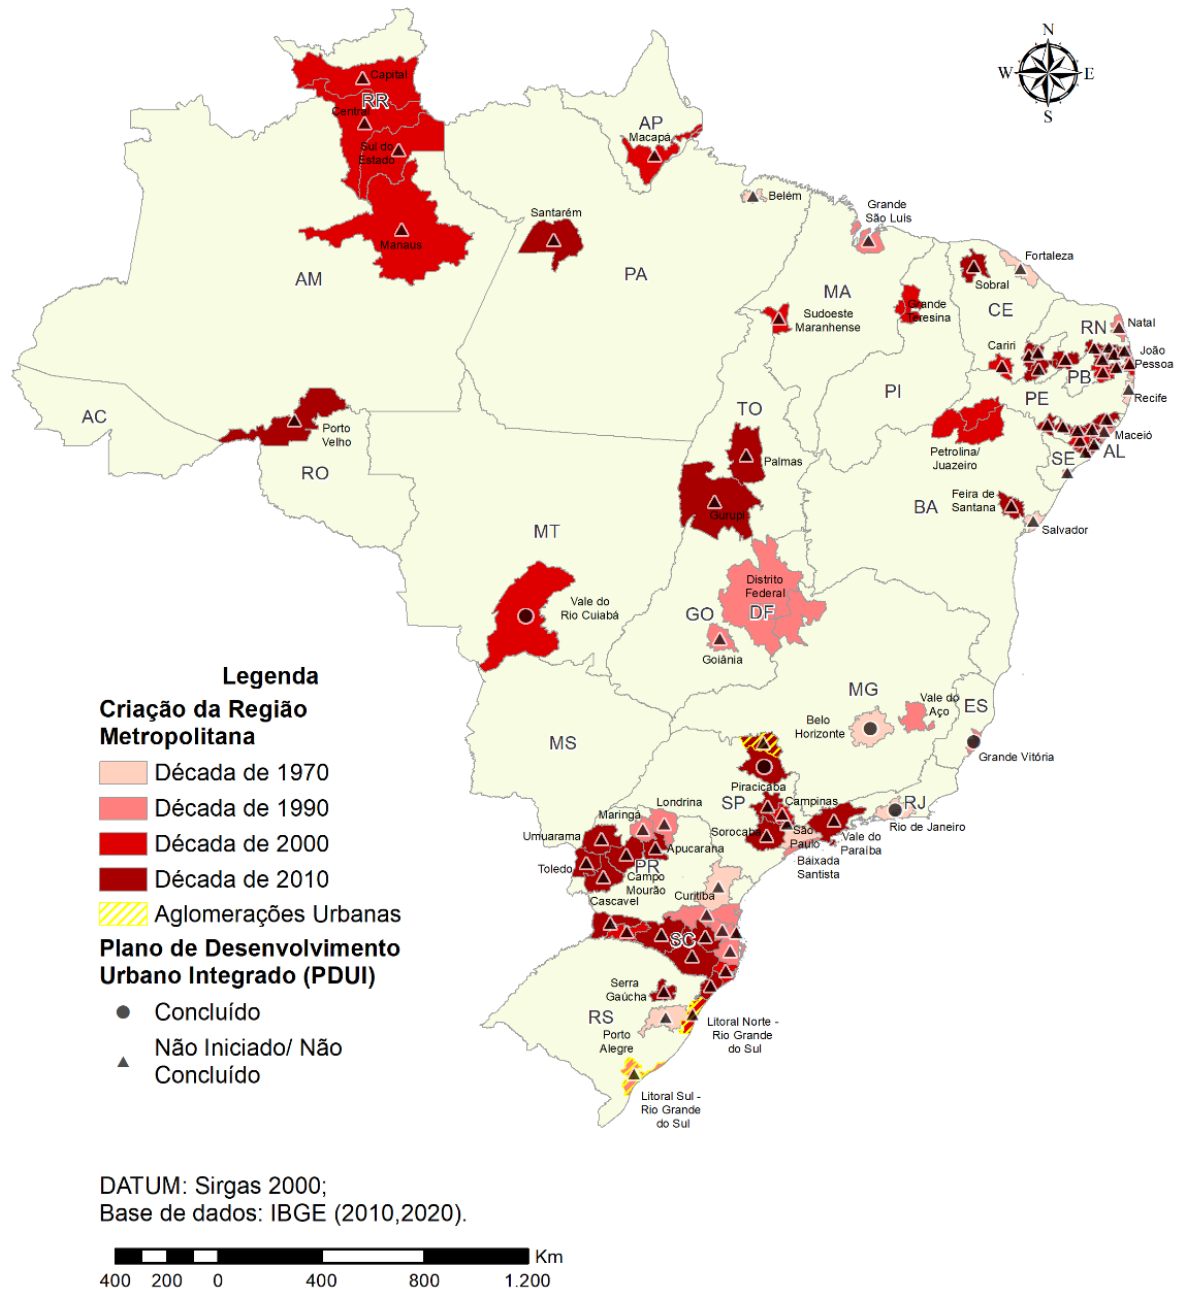 N
W
E
S
Capital
RR
Central
Sul do
Estado
AP
Macapá
Belém
Grande
São Luís
Santarém
Manaus
AM
PA
MA
Fortaleza
Sobral
CE
Sudoeste
Maranhense
Grande
Teresina
RN
Natal
Cariri
João
Pessoa
PB
PI
PE
Recife
AC
TO
Porto
Velho
RO
Palmas
Petrolina/
Juazeiro
Maceió
SE
AL
Gurupi
BA
Feira de
Santana
Salvador
MT
Distrito
Federal
DF
Vale do
Rio Cuiabá
GO
Goiânia
MG
Vale do
Aço
ES
Belo
Horizonte
Grande Vitória
MS
Piracicaba
SP
Campinas
RJ
Rio de Janeiro
Londrina
Maringá
Umuarama
Sorocaba
São
Paulo
Vale do
Paraíba
Apucarana
Baixada
Santista
Toledo
PR
Campo
Mourão
Curitiba
Cascavel
SC
Serra
Gaúcha
RS
Porto
Alegre
Litoral Norte -
Rio Grande
do Sul
Litoral Sul -
Rio Grande
do Sul
Legenda
Criação da Região
Metropolitana
Década de 1970
Década de 1990
Década de 2000
Década de 2010
Aglomerações Urbanas
Plano de Desenvolvimento
Urbano Integrado (PDUI)
Concluído
Não Iniciado/ Não
Concluído
DATUM: Sirgas 2000;
Base de dados: IBGE (2010,2020).
Km
400 200 0 400 800 1.200